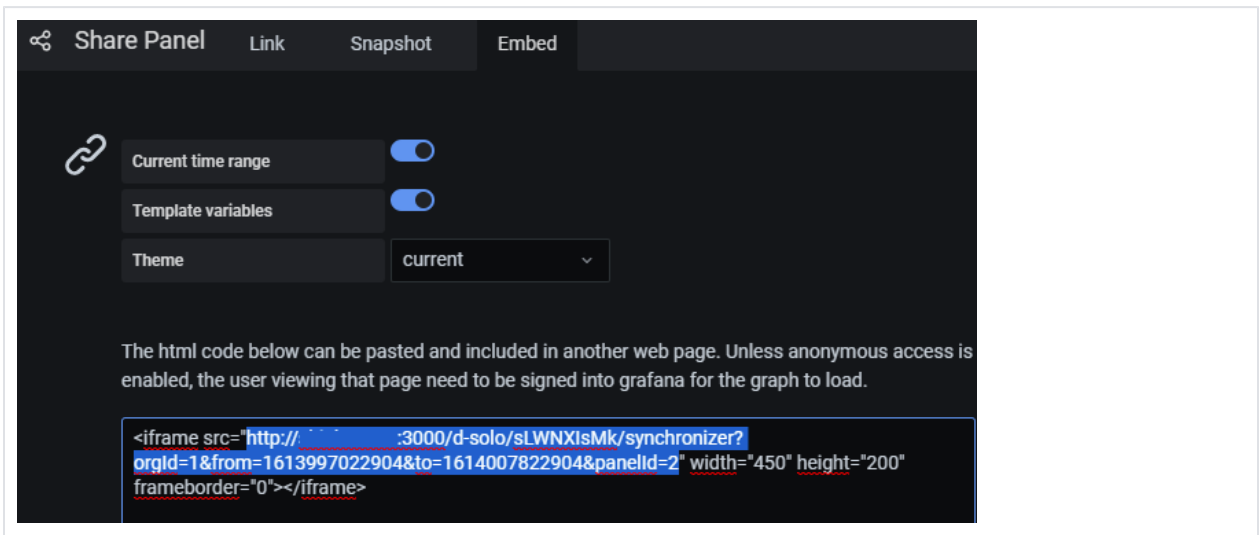 Share Panel Link Snapshot Embed
Current time range
Template variables
Theme current
The html code below can be pasted and included in another web page. Unless anonymous access is
enabled, the user viewing that page need to be signed into grafana for the graph to load.
<iframe src="http:// :3000/d-solo/sLWNXIsMk/synchronizer?
orgId=1&from=1613997022904&to=1614007822904&panelId=2" width="450" height="200"
frameborder="0"></iframe>